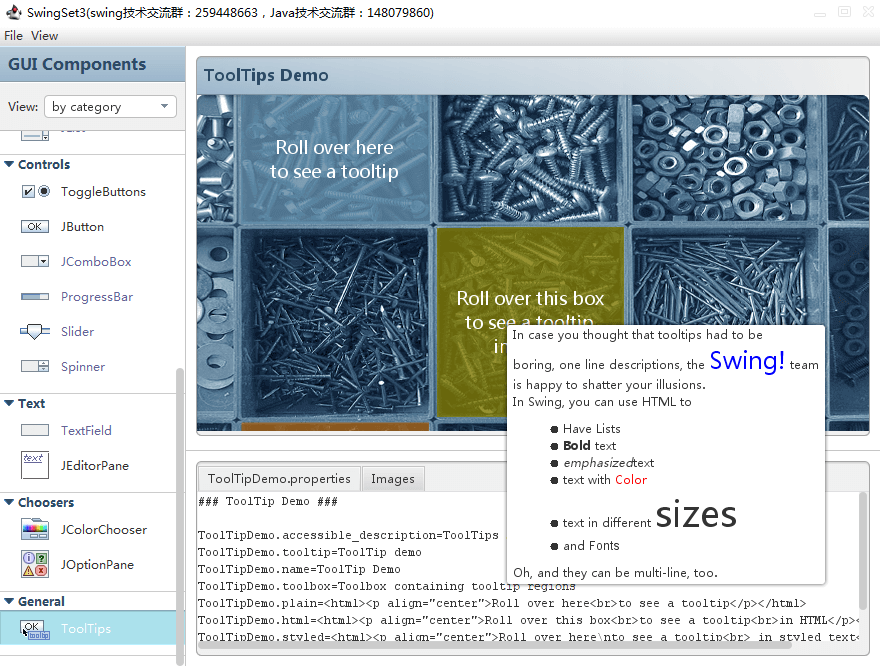 SwingSet3(swing技术交流群：259448663，Java技术交流群：148079860)
File View
GUI Components
View: by category
Controls
ToggleButtons
OK JButton
JComboBox
ProgressBar
Slider
Spinner
Text
TextField
text JEditorPane
Choosers
JColorChooser
JOptionPane
General
OK tooltip ToolTips
ToolTips Demo
Roll over here
to see a tooltip
Roll over this box
to see a tooltip
In case you thought that tooltips had to be
boring, one line descriptions, the Swing! team
is happy to shatter your illusions.
In Swing, you can use HTML to
● Have Lists
● Bold text
● emphasizedtext
● text with Color
● text in different sizes
● and Fonts
Oh, and they can be multi-line, too.
ToolTipDemo.properties Images
### ToolTip Demo ###
ToolTipDemo.accessible_description=ToolTips
ToolTipDemo.tooltip=ToolTip demo
ToolTipDemo.name=ToolTip Demo
ToolTipDemo.toolbox=Toolbox containing tooltip regions
ToolTipDemo.plain=<html><p align="center">Roll over here<br>to see a tooltip</p></html>
ToolTipDemo.html=<html><p align="center">Roll over this box<br>to see a tooltip<br>in HTML</p><
ToolTipDemo.styled=<html><p align="center">Roll over here\nto see a tooltip<br> in styled text<